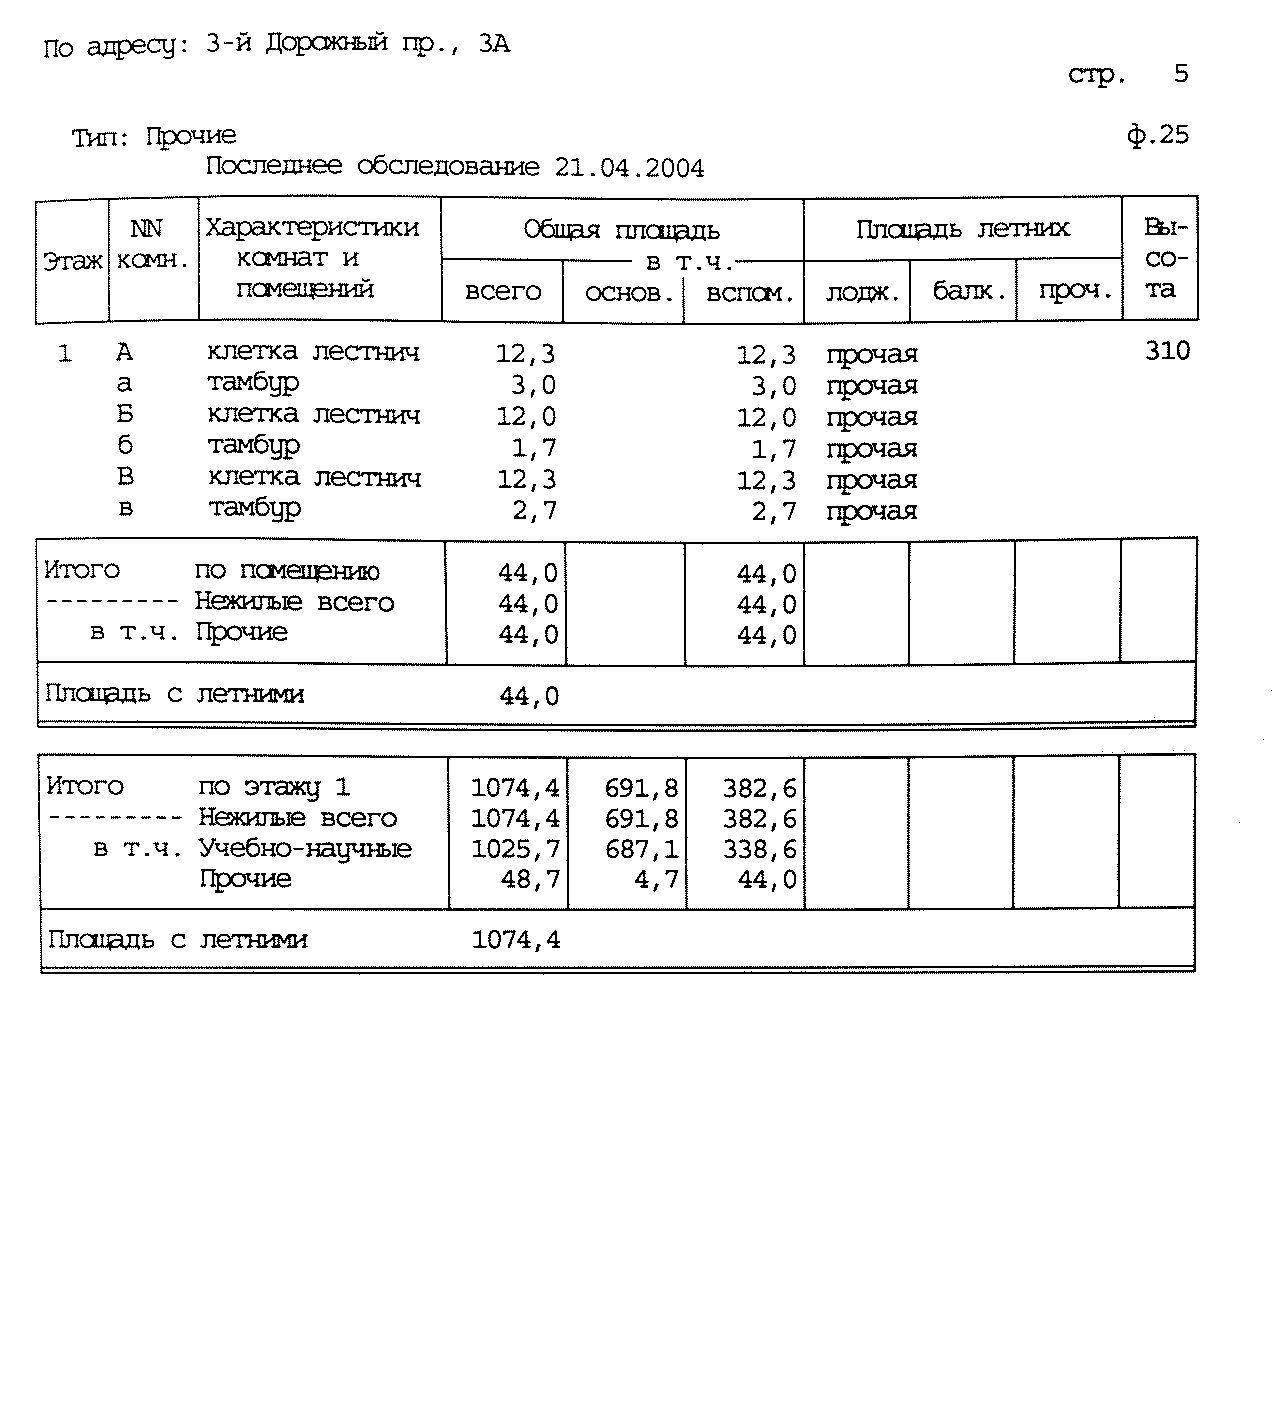 По адресу: 3-й Дорожный пр., 3А
стр. 5
Тип: Прочие ф.25
Последнее обследование 21.04.2004
Этаж NN комн. Характеристики комнат и помещений Общая площадь Площадь летних Вы-со-та
всего в т.ч. основ. вспом. лодж. балк. проч.
1 А клетка лестнич 12,3 12,3 прочая 310
а тамбур 3,0 3,0 прочая
Б клетка лестнич 12,0 12,0 прочая
б тамбур 1,7 1,7 прочая
В клетка лестнич 12,3 12,3 прочая
в тамбур 2,7 2,7 прочая
Итого по помещению 44,0 44,0
--------- Нежилые всего 44,0 44,0
в т.ч. Прочие 44,0 44,0
Площадь с летними 44,0
Итого по этажу 1 1074,4 691,8 382,6
--------- Нежилые всего 1074,4 691,8 382,6
в т.ч. Учебно-научные 1025,7 687,1 338,6
Прочие 48,7 4,7 44,0
Площадь с летними 1074,4